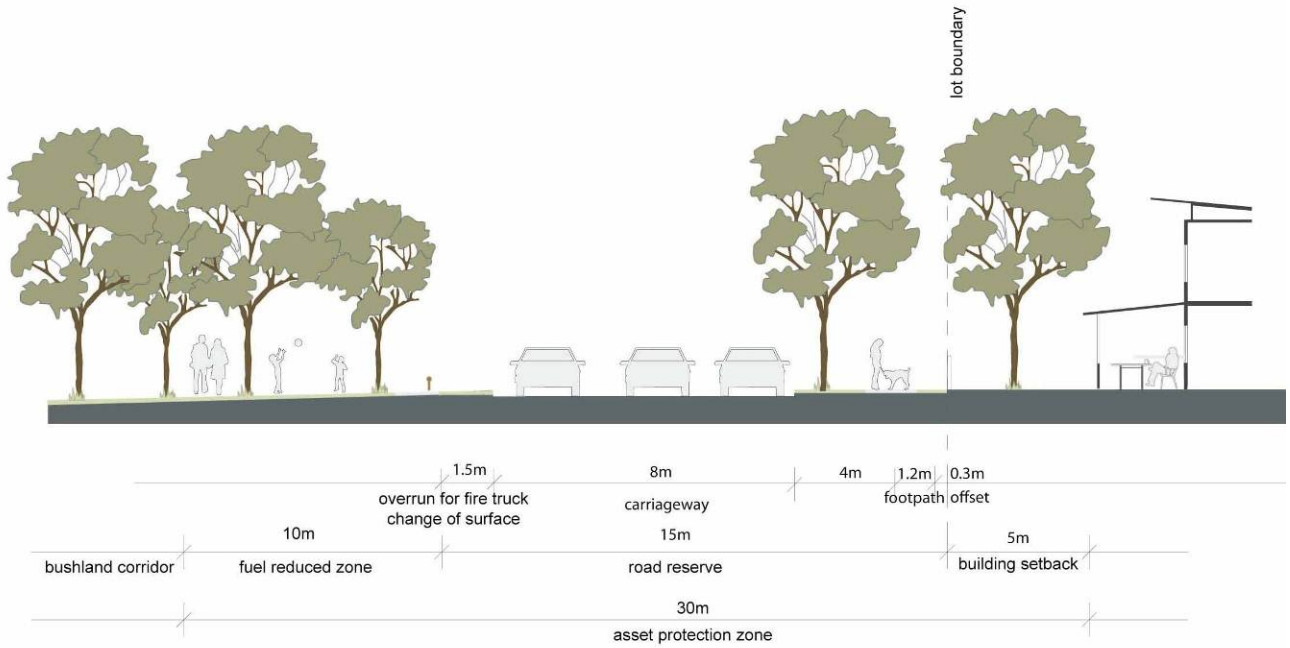 lot boundary
1.5m
8m
4m
1.2m
0.3m
overrun for fire truck
change of surface
carriageway
footpath
offset
10m
15m
5m
bushland corridor
fuel reduced zone
road reserve
building setback
30m
asset protection zone